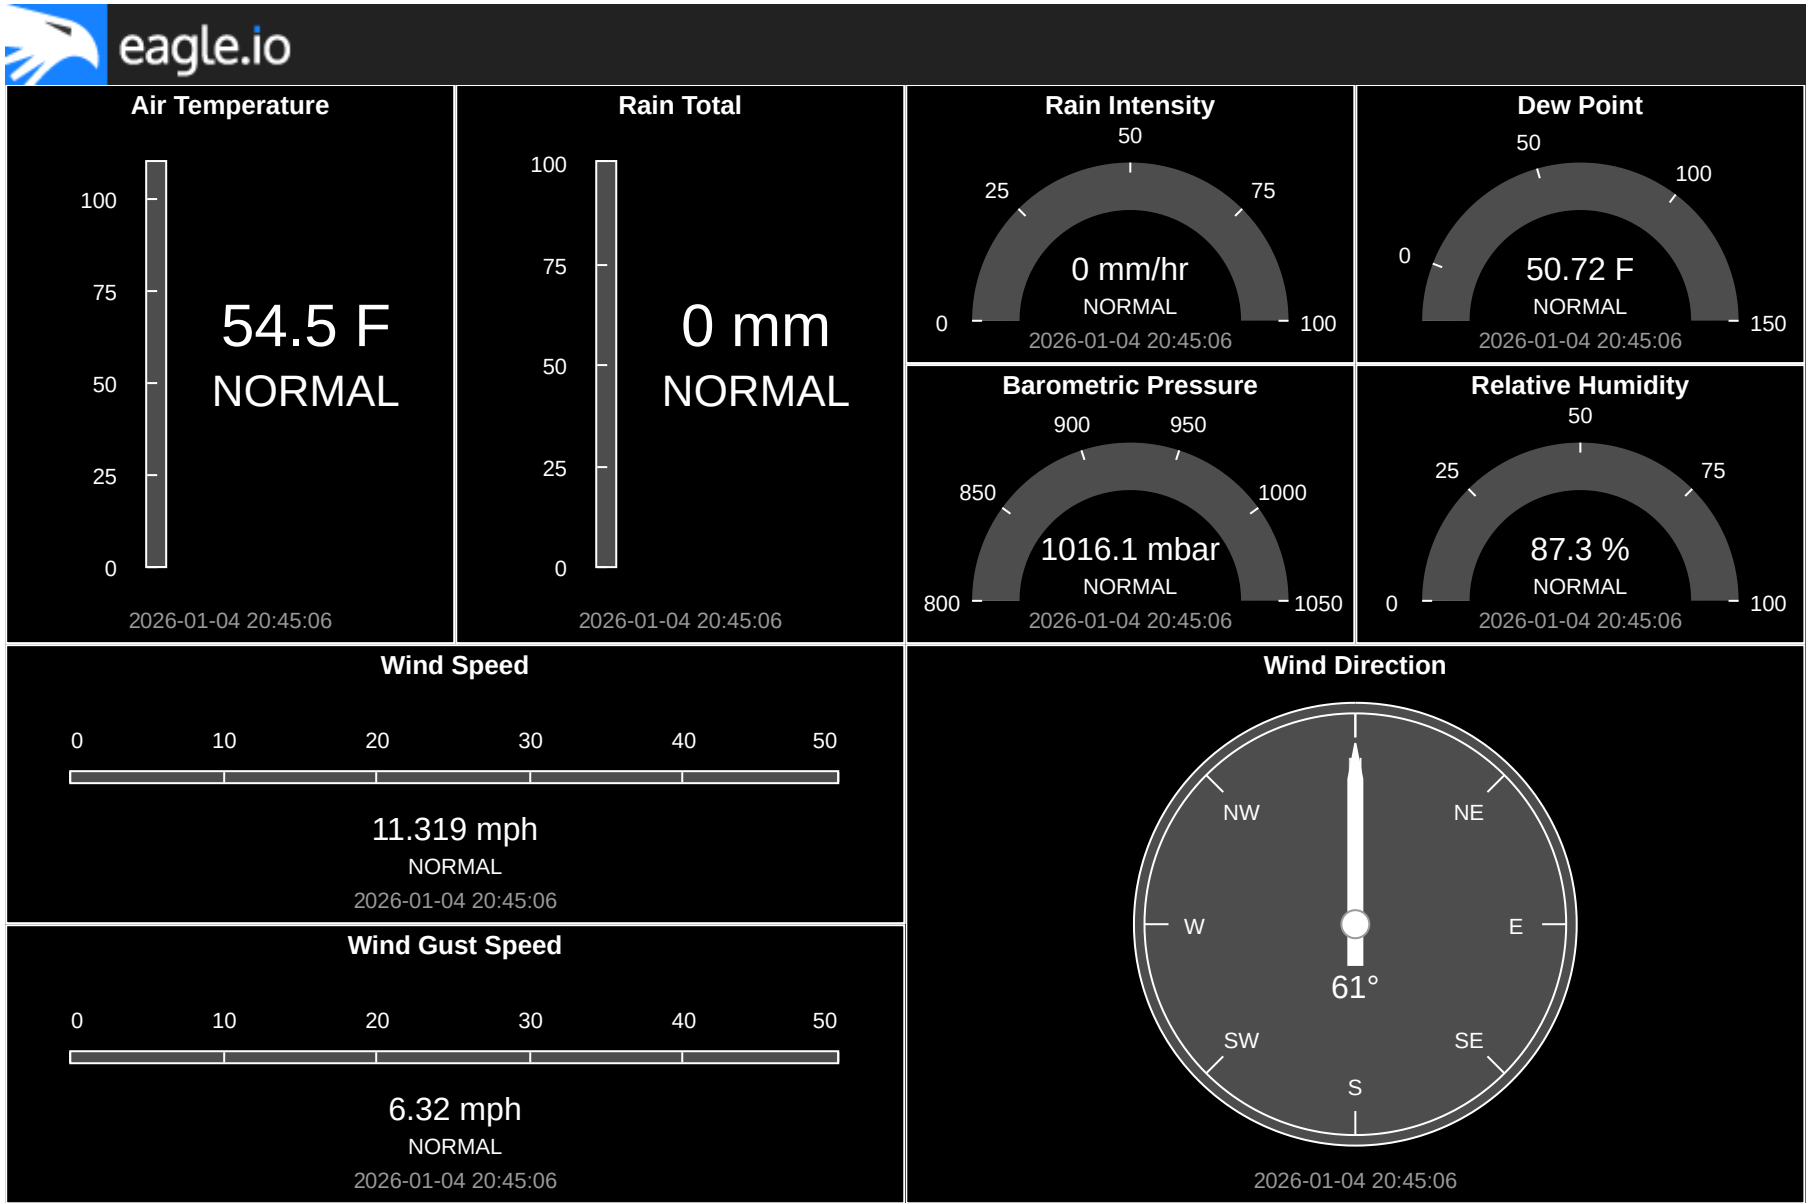 eagle.io
Air Temperature
100
75
50
25
0
54.5 F
NORMAL
2026-01-04 20:45:06
Rain Total
100
75
50
25
0
0 mm
NORMAL
2026-01-04 20:45:06
Rain Intensity
0
25
50
75
100
0 mm/hr
NORMAL
2026-01-04 20:45:06
Dew Point
0
50
100
150
50.72 F
NORMAL
2026-01-04 20:45:06
Barometric Pressure
800
850
900
950
1000
1050
1016.1 mbar
NORMAL
2026-01-04 20:45:06
Relative Humidity
0
25
50
75
100
87.3 %
NORMAL
2026-01-04 20:45:06
Wind Speed
0 10 20 30 40 50
11.319 mph
NORMAL
2026-01-04 20:45:06
Wind Gust Speed
0 10 20 30 40 50
6.32 mph
NORMAL
2026-01-04 20:45:06
Wind Direction
NW NE
W E
61°
SW SE
S
2026-01-04 20:45:06